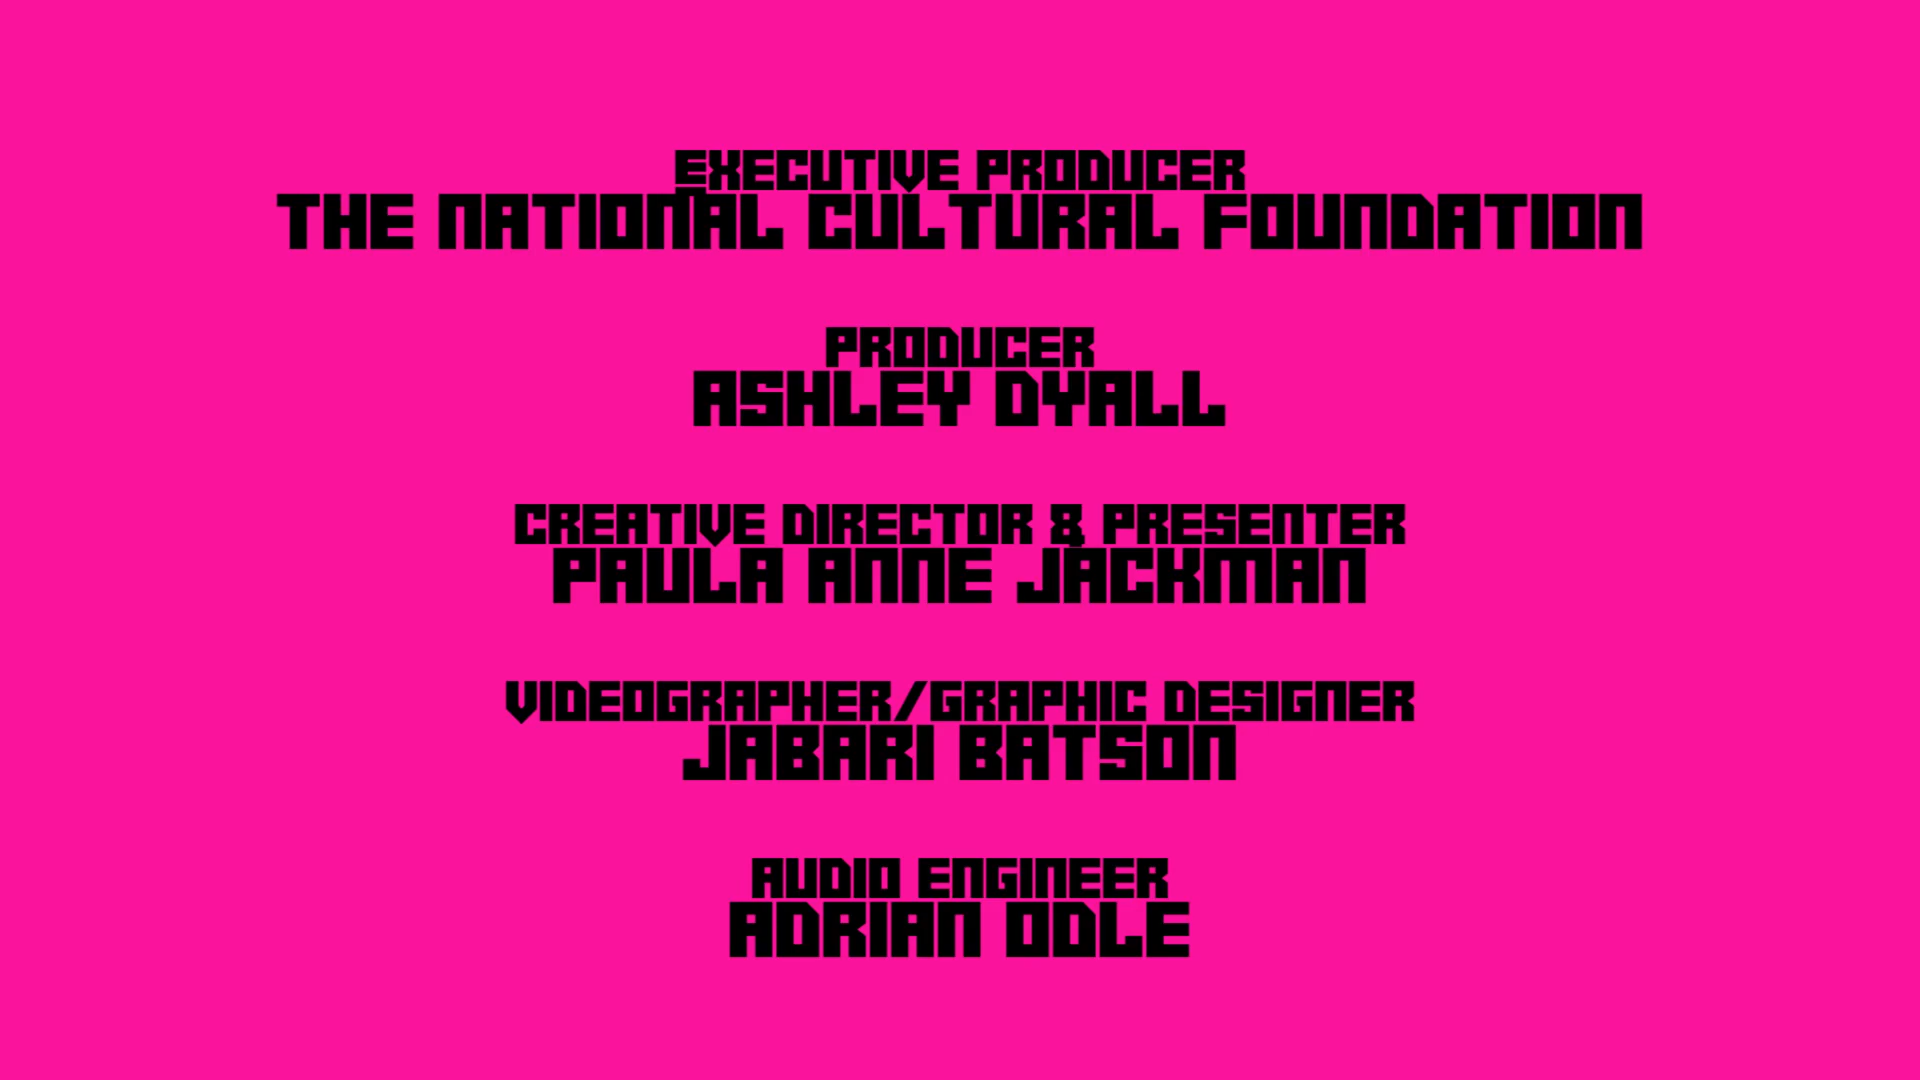 EXECUTIVE PRODUCER
THE NATIONAL CULTURAL FOUNDATION
PRODUCER
ASHLEY DYALL
CREATIVE DIRECTOR & PRESENTER
PAULA ANNE JACKMAN
VIDEOGRAPHER/GRAPHIC DESIGNER
JABARI BATSON
AUDIO ENGINEER
ADRIAN ODLE